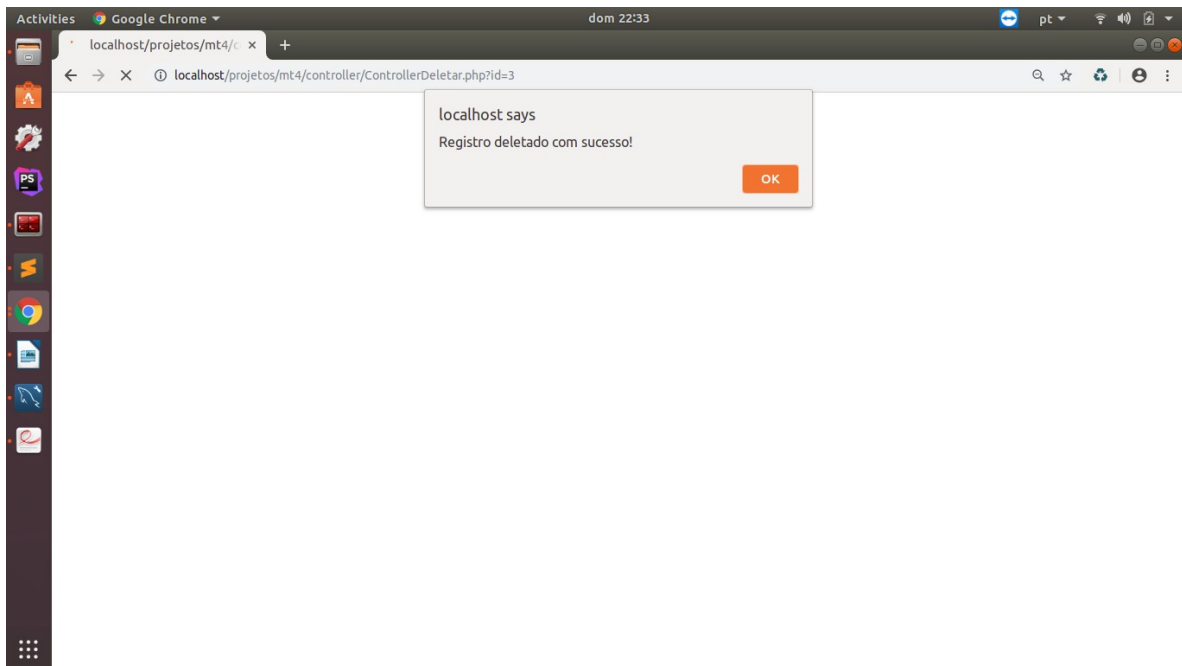 Activities Google Chrome dom 22:33 pt
localhost/projetos/mt4/c
localhost/projetos/mt4/controller/ControllerDeletar.php?id=3
localhost says
Registro deletado com sucesso!
OK
PS